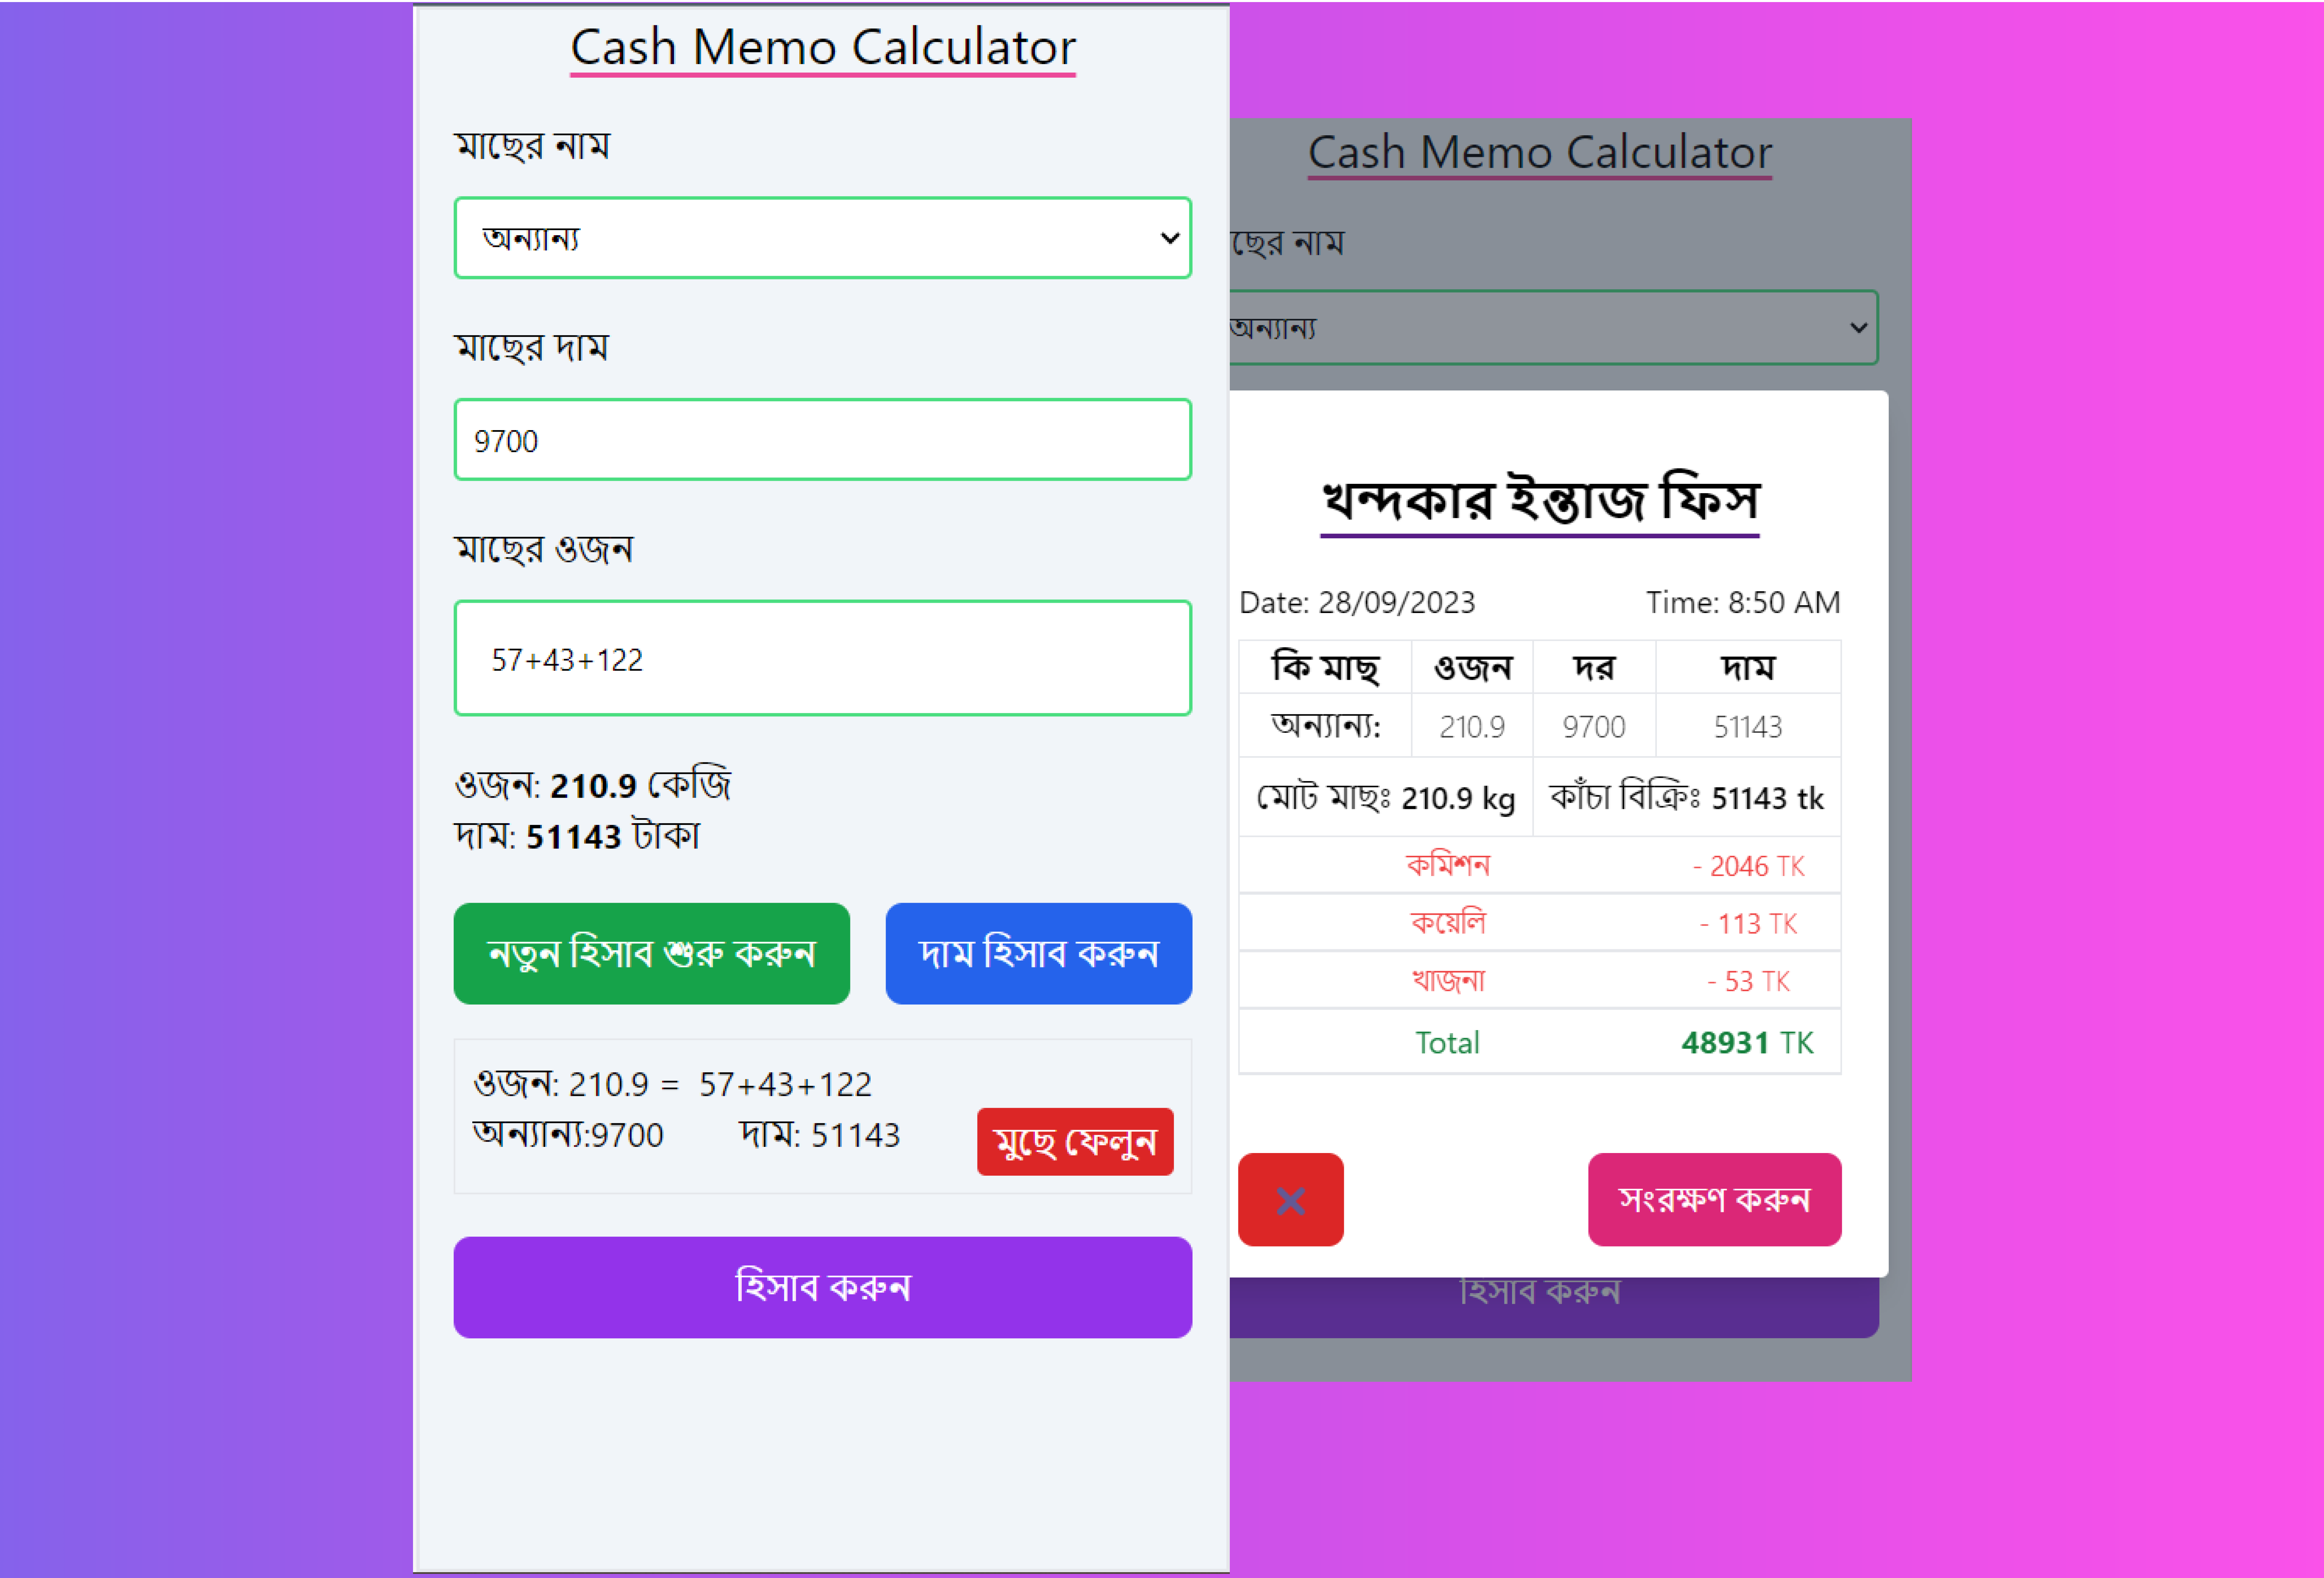 Cash Memo Calculator
মাছের নাম
অন্যান্য
মাছের দাম
9700
মাছের ওজন
57+43+122
ওজন: 210.9 কেজি
দাম: 51143 টাকা
নতুন হিসাব শুরু করুন
দাম হিসাব করুন
ওজন: 210.9 = 57+43+122
অন্যান্য:9700 দাম: 51143
মুছে ফেলুন
হিসাব করুন
Cash Memo Calculator
ছের নাম
অন্যান্য
খন্দকার ইন্তাজ ফিস
Date: 28/09/2023 Time: 8:50 AM
কি মাছ ওজন দর দাম
অন্যান্য: 210.9 9700 51143
মোট মাছঃ 210.9 kg কাঁচা বিক্রিঃ 51143 tk
কমিশন - 2046 TK
কয়েলি - 113 TK
খাজনা - 53 TK
Total 48931 TK
সংরক্ষণ করুন
হিসাব করুন